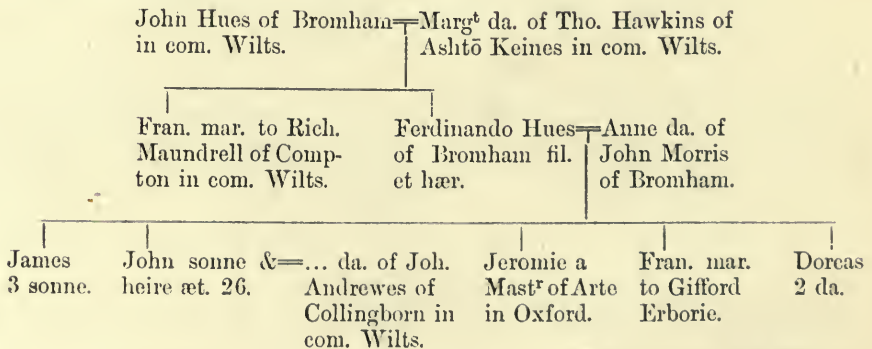 John Hues of Bromham=Margᵗ da. of Tho. Hawkins of
in com. Wilts. Ashtō Keines in com. Wilts.
Fran. mar. to Rich.
Maundrell of Comp-
ton in com. Wilts.
Ferdinando Hues=Anne da. of
of Bromham fil. John Morris
et hær. of Bromham.
James
3 sonne.
John sonne &=... da. of Joh.
heire æt. 26. Andrewes of
Collingborn in
com. Wilts.
Jeromie a
Mastʳ of Arte
in Oxford.
Fran. mar.
to Gifford
Erborie.
Dorcas
2 da.